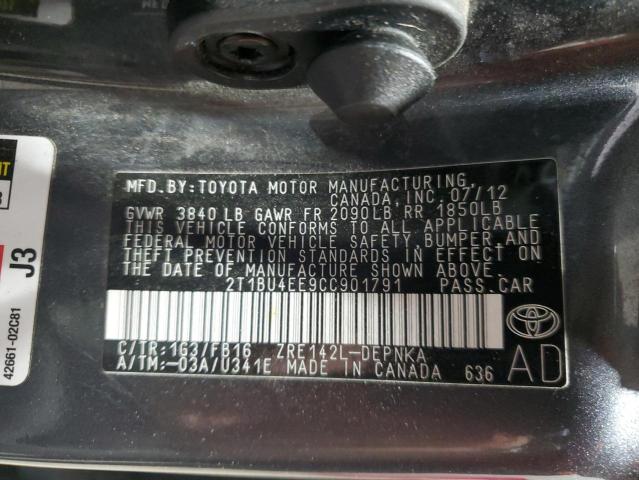 MFD. BY: TOYOTA MOTOR MANUFACTURING,
CANADA, INC. 07/12
GVWR 3840 LB GAWR FR 2090LB RR 1850LB
THIS VEHICLE CONFORMS TO ALL APPLICABLE
FEDERAL MOTOR VEHICLE SAFETY, BUMPER, AND
THEFT PREVENTION STANDARDS IN EFFECT ON
THE DATE OF MANUFACTURE SHOWN ABOVE.
2T1BU4EE9CC901791 PASS.CAR
C/TR:1G3/FB16 ZRE142L-DEPNKA
A/TM:-03A/U341E MADE IN CANADA 636
AD
J3
42661-02C81